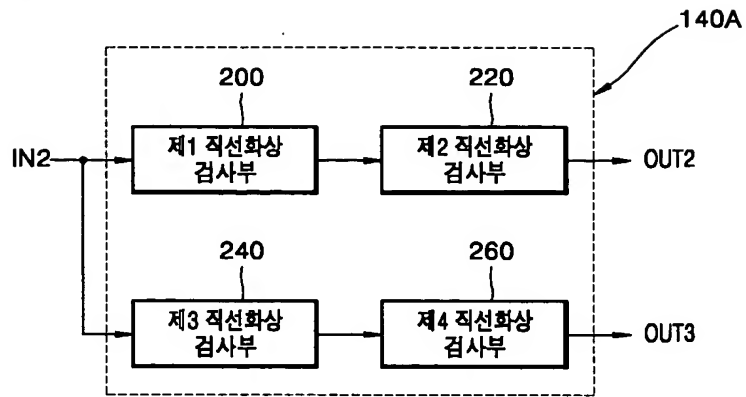 140A
200
220
IN2
제1 직선화상
검사부
제2 직선화상
검사부
OUT2
240
260
제3 직선화상
검사부
제4 직선화상
검사부
OUT3